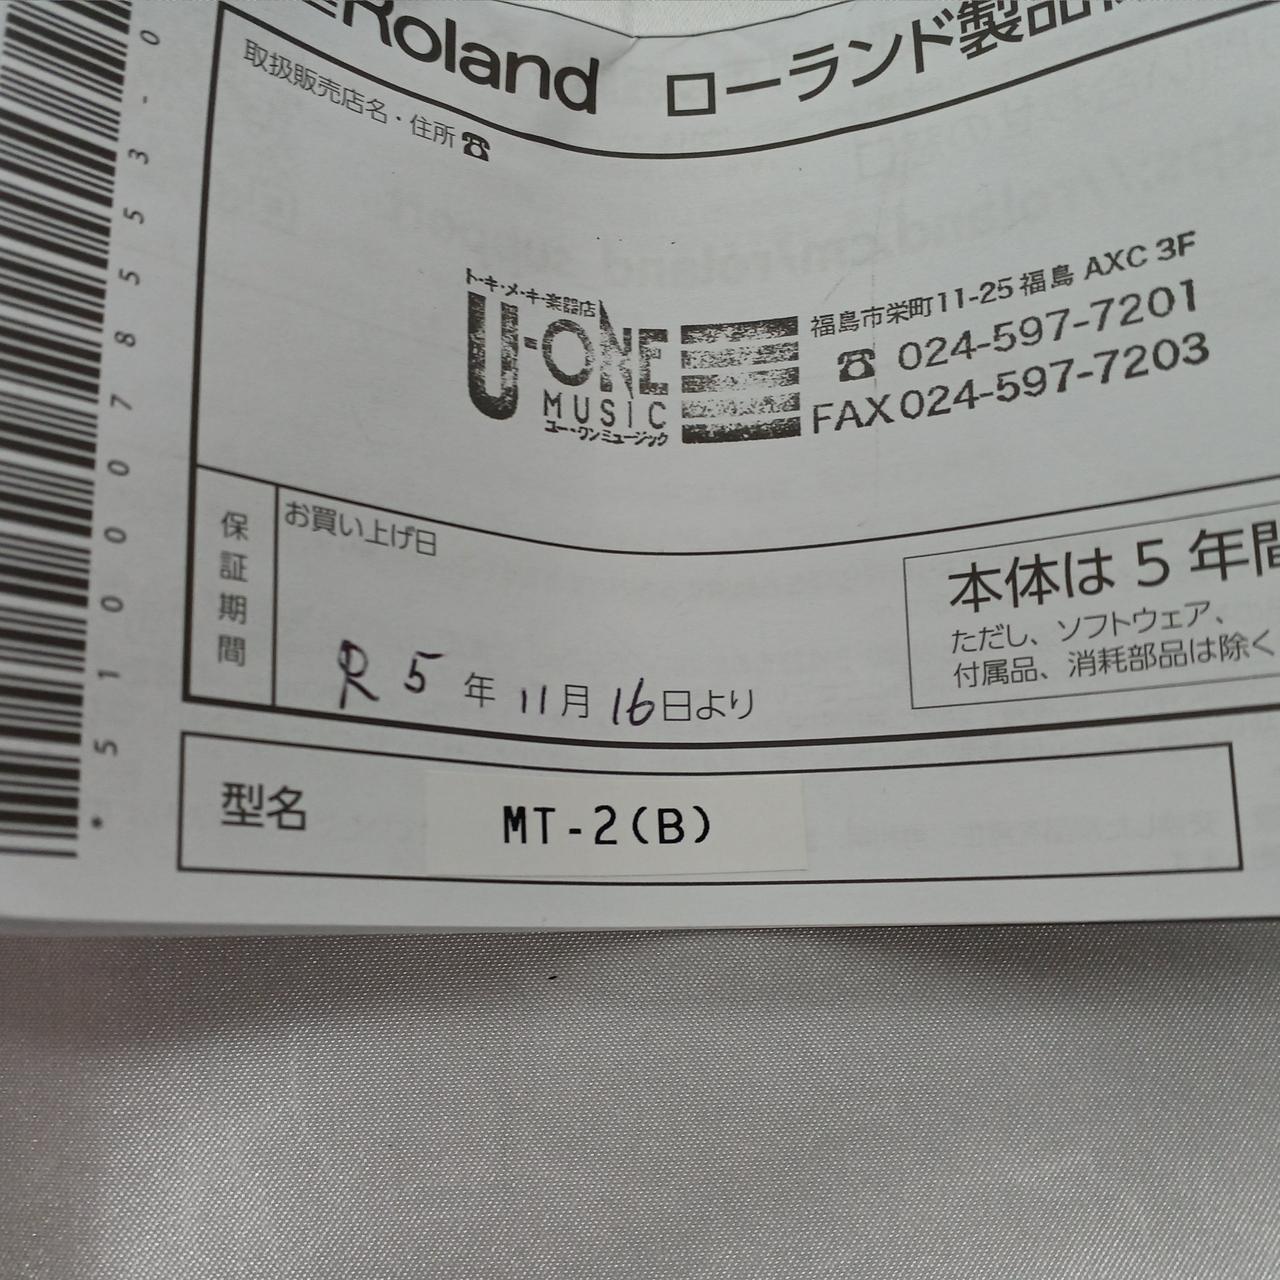 Roland ローランド製品
取扱販売店名・住所☎
ト・キ・メ・キ・楽器店
U-ONE
MUSIC
ユー・ワンミュージック
福島市栄町11-25 福島 AXC 3F
☎ 024-597-7201
FAX 024-597-7203
保証期間
お買い上げ日
R 5 年 11 月 16 日より
本体は 5 年間
ただし、ソフトウェア、
付属品、消耗部品は除く
型名
MT-2(B)
*5100078553-0